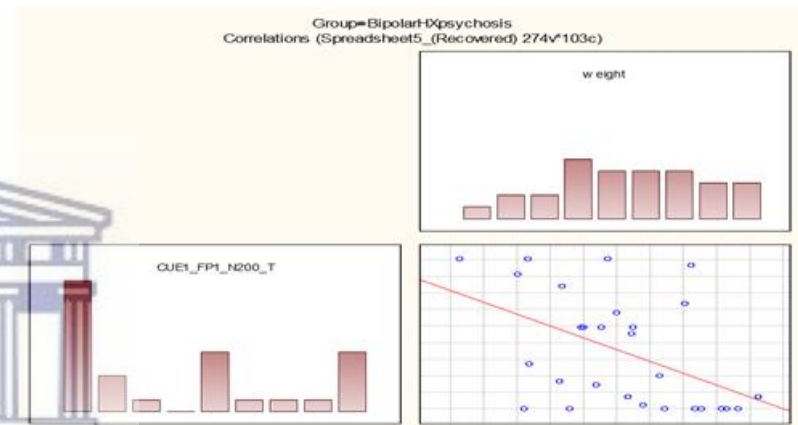 Group=BipolarHXpsychosis
Correlations (Spreadsheet5_(Recovered) 274v*103c)
w eight
CUE1_FP1_N200_T